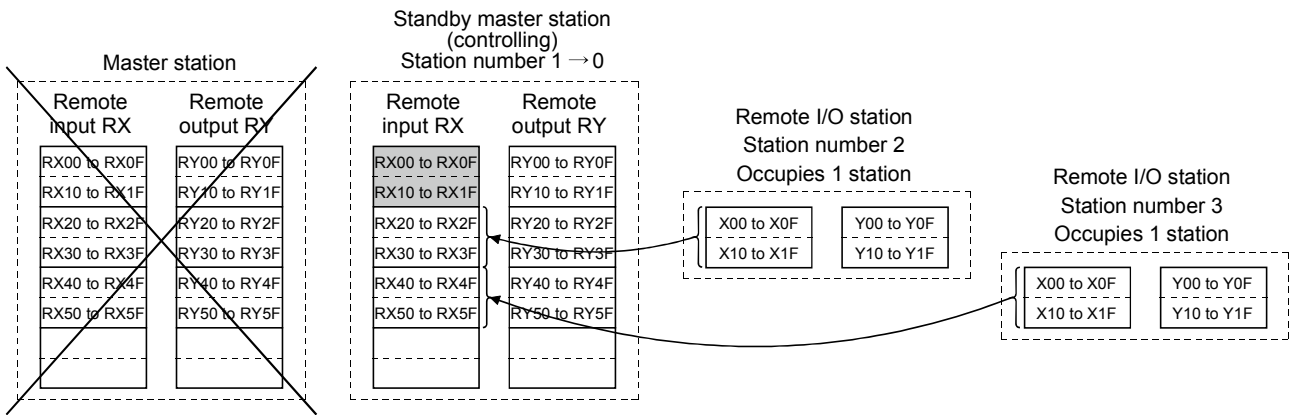 Master station
Remote
input RX
Remote
output RY
RX00 to RX0F
RX10 to RX1F
RX20 to RX2F
RX30 to RX3F
RX40 to RX4F
RX50 to RX5F
RY00 to RY0F
RY10 to RY1F
RY20 to RY2F
RY30 to RY3F
RY40 to RY4F
RY50 to RY5F
Standby master station
(controlling)
Station number 1 →0
Remote
input RX
Remote
output RY
RX00 to RX0F
RX10 to RX1F
RX20 to RX2F
RX30 to RX3F
RX40 to RX4F
RX50 to RX5F
RY00 to RY0F
RY10 to RY1F
RY20 to RY2F
RY30 to RY3F
RY40 to RY4F
RY50 to RY5F
Remote I/O station
Station number 2
Occupies 1 station
X00 to X0F
X10 to X1F
Y00 to Y0F
Y10 to Y1F
Remote I/O station
Station number 3
Occupies 1 station
X00 to X0F
X10 to X1F
Y00 to Y0F
Y10 to Y1F